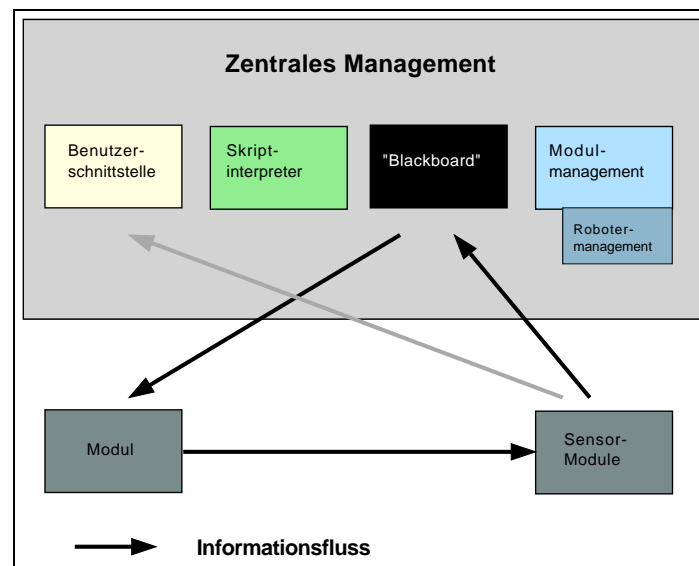 Zentrales Management
Benutzer-
schnittstelle
Skript-
interpreter
"Blackboard"
Modul-
management
Roboter-
management
Modul
Sensor-
Module
Informationsfluss